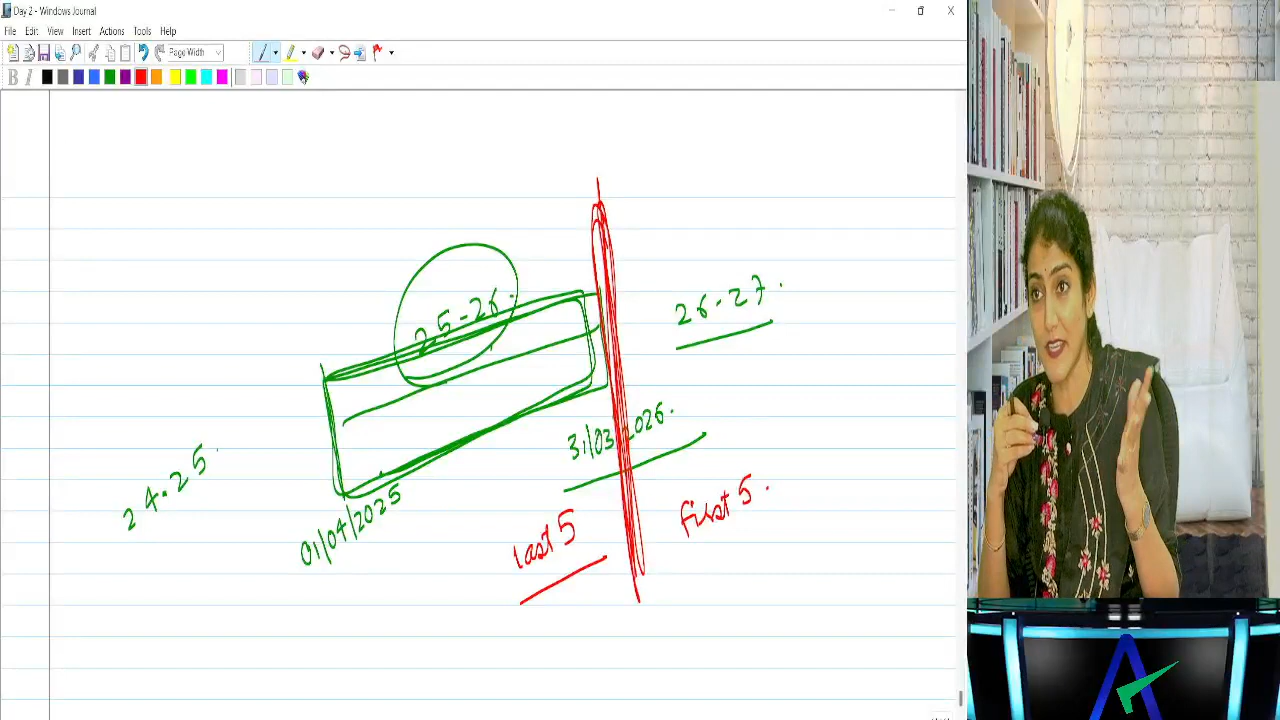 Day 2 - Windows Journal
File Edit View Insert Actions Tools Help
Page Width
B I
25-26.
26-27.
31/03/2026.
24.25.
01/04/2025
last 5
first 5.